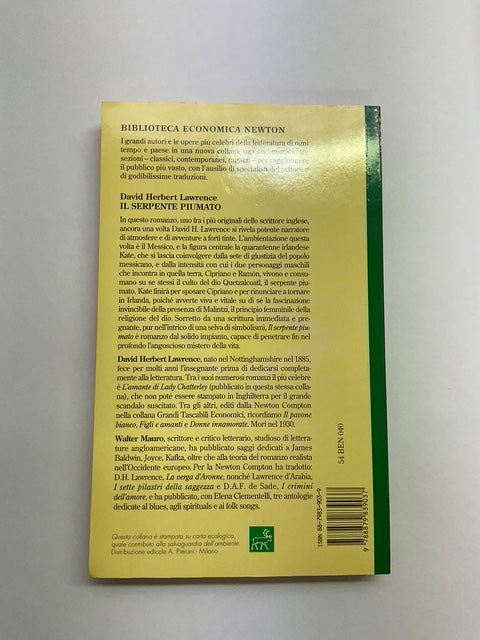 BIBLIOTECA ECONOMICA NEWTON
I grandi autori e le opere più celebri della letteratura di ogni
tempo e paese in una nuova collana
sezioni - classici, contemporanei, ragazzi - per raggiungere
il pubblico più vasto, con l'ausilio di specialisti del settore e
di godibilissime traduzioni.
David Herbert Lawrence
IL SERPENTE PIUMATO
In questo romanzo, uno fra i più originali dello scrittore inglese,
ancora una volta David H. Lawrence si rivela potente narratore
di atmosfere e di avventure a forti tinte. L'ambientazione questa
volta è il Messico, e la figura centrale la quarantenne irlandese
Kate, che si lascia coinvolgere dalla sete di giustizia del popolo
messicano, e dalla intensità con cui i due personaggi maschili
che incontra in quella terra, Cipriano e Ramón, vivono e consu-
mano su se stessi il culto del dio Quetzalcoatl, il serpente piu-
mato. Kate finirà per sposare Cipriano e per rinunciare a tornare
in Irlanda, poiché avverte viva e vitale su di sé la fascinazione
invincibile della presenza di Malintzi, il principio femminile della
religione del dio. Sorretto da una scrittura immediata e pre-
gnante, pur nell'intrico di una selva di simbolismi, Il serpente piu-
mato è romanzo dal solido impianto, capace di penetrare fin nel
profondo l'angoscioso mistero della vita.
David Herbert Lawrence, nato nel Nottinghamshire nel 1885,
fece per molti anni l'insegnante prima di dedicarsi completa-
mente alla letteratura. Tra i suoi numerosi romanzi il più celebre
è L'amante di Lady Chatterley (pubblicato in questa stessa colla-
na), che non poté essere stampato in Inghilterra per il grande
scandalo suscitato. Tra gli altri, editi dalla Newton Compton
nella collana Grandi Tascabili Economici, ricordiamo Il pavone
bianco, Figli e amanti e Donne innamorate. Morì nel 1930.
Walter Mauro, scrittore e critico letterario, studioso di lettera-
ture angloamericane, ha pubblicato saggi dedicati a James
Baldwin, Joyce, Kafka, oltre che alla teoria del romanzo realista
nell'Occidente europeo. Per la Newton Compton ha tradotto:
D.H. Lawrence, La verga d'Aronne, nonché Lawrence d'Arabia,
I sette pilastri della saggezza e D.A.F. de Sade, I crimini
dell'amore, e ha pubblicato, con Elena Clementelli, tre antologie
dedicate al blues, agli spirituals e ai folk songs.
Questa collana è stampata su carta ecologica,
quale contributo alla salvaguardia dell'ambiente.
Distribuzione edicole A. Pieroni - Milano
54 BEN 040
ISBN 88-7983-903-9
9 788879 839037